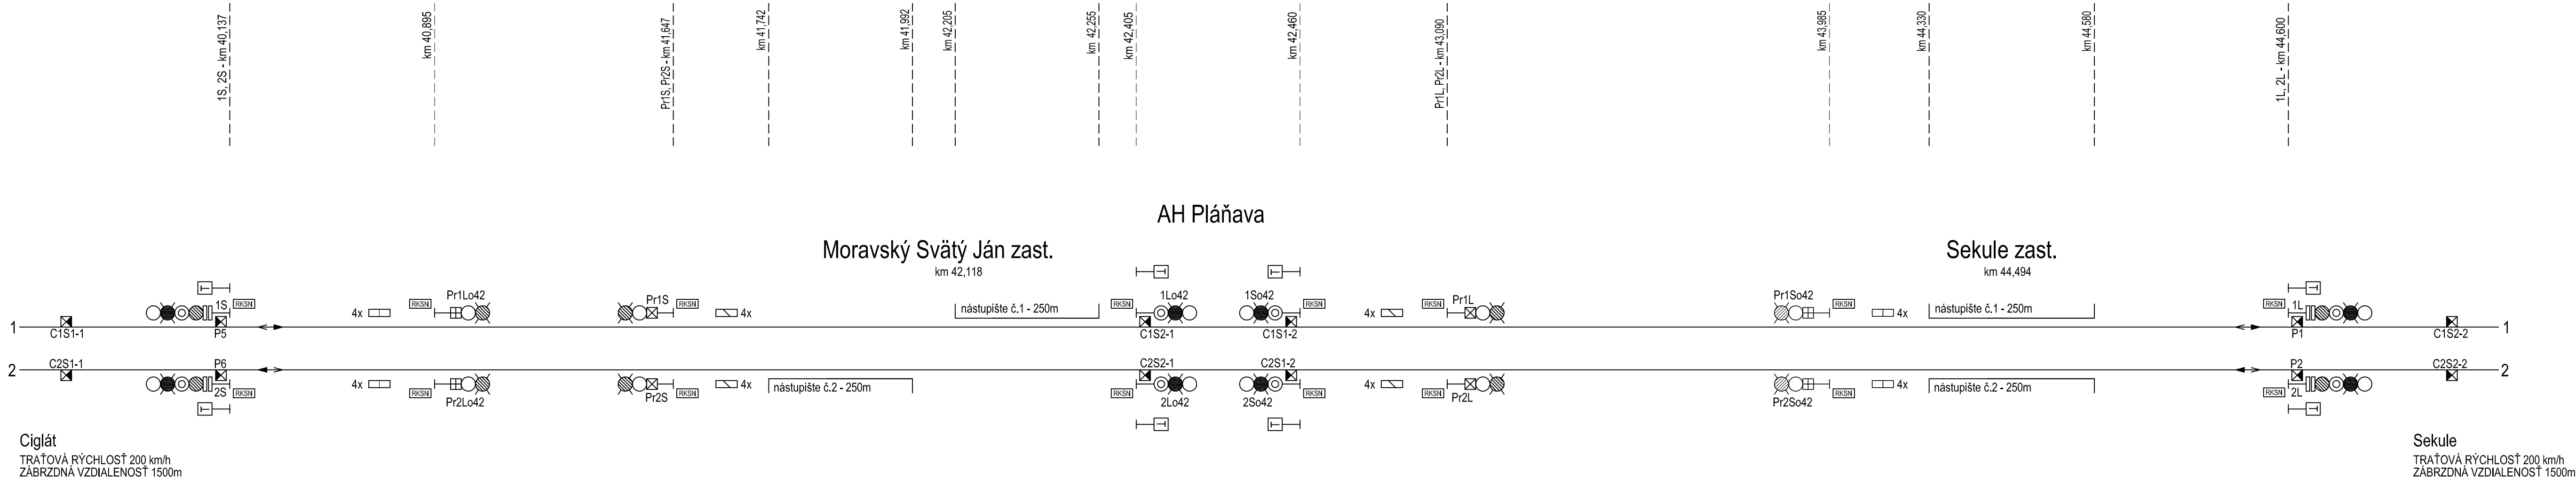 1S, 2S - km 40,137
km 40,895
Pr1S, Pr2S - km 41,647
km 41,742
km 41,992
km 42,205
km 42,255
km 42,405
km 42,460
Pr1L, Pr2L - km 43,090
km 43,985
km 44,330
km 44,580
1L, 2L - km 44,600
AH Pláňava
Moravský Svätý Ján zast.
km 42,118
Sekule zast.
km 44,494
1S RKSN
4x
RKSN
Pr1Lo42
Pr1S
RKSN
4x
nástupište č.1 - 250m
RKSN
1Lo42
1So42
RKSN
4x
RKSN
Pr1L
Pr1So42
RKSN
4x
nástupište č.1 - 250m
RKSN 1L
1
C1S1-1
P5
C1S2-1
C1S1-2
P1
C1S2-2
1
2
C2S1-1
P6
C2S2-1
C2S1-2
P2
C2S2-2
2
2S RKSN
4x
RKSN
Pr2Lo42
Pr2S
RKSN
4x
nástupište č.2 - 250m
RKSN
2Lo42
2So42
RKSN
4x
RKSN
Pr2L
Pr2So42
RKSN
4x
nástupište č.2 - 250m
RKSN 2L
Ciglát
TRAŤOVÁ RÝCHLOSŤ 200 km/h
ZÁBRZDNÁ VZDIALENOSŤ 1500m
Sekule
TRAŤOVÁ RÝCHLOSŤ 200 km/h
ZÁBRZDNÁ VZDIALENOSŤ 1500m